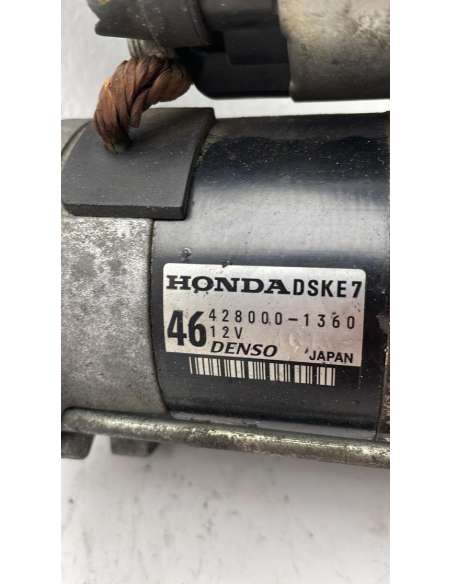 HONDA DSKE7
46 428000-1360
12V
DENSO JAPAN